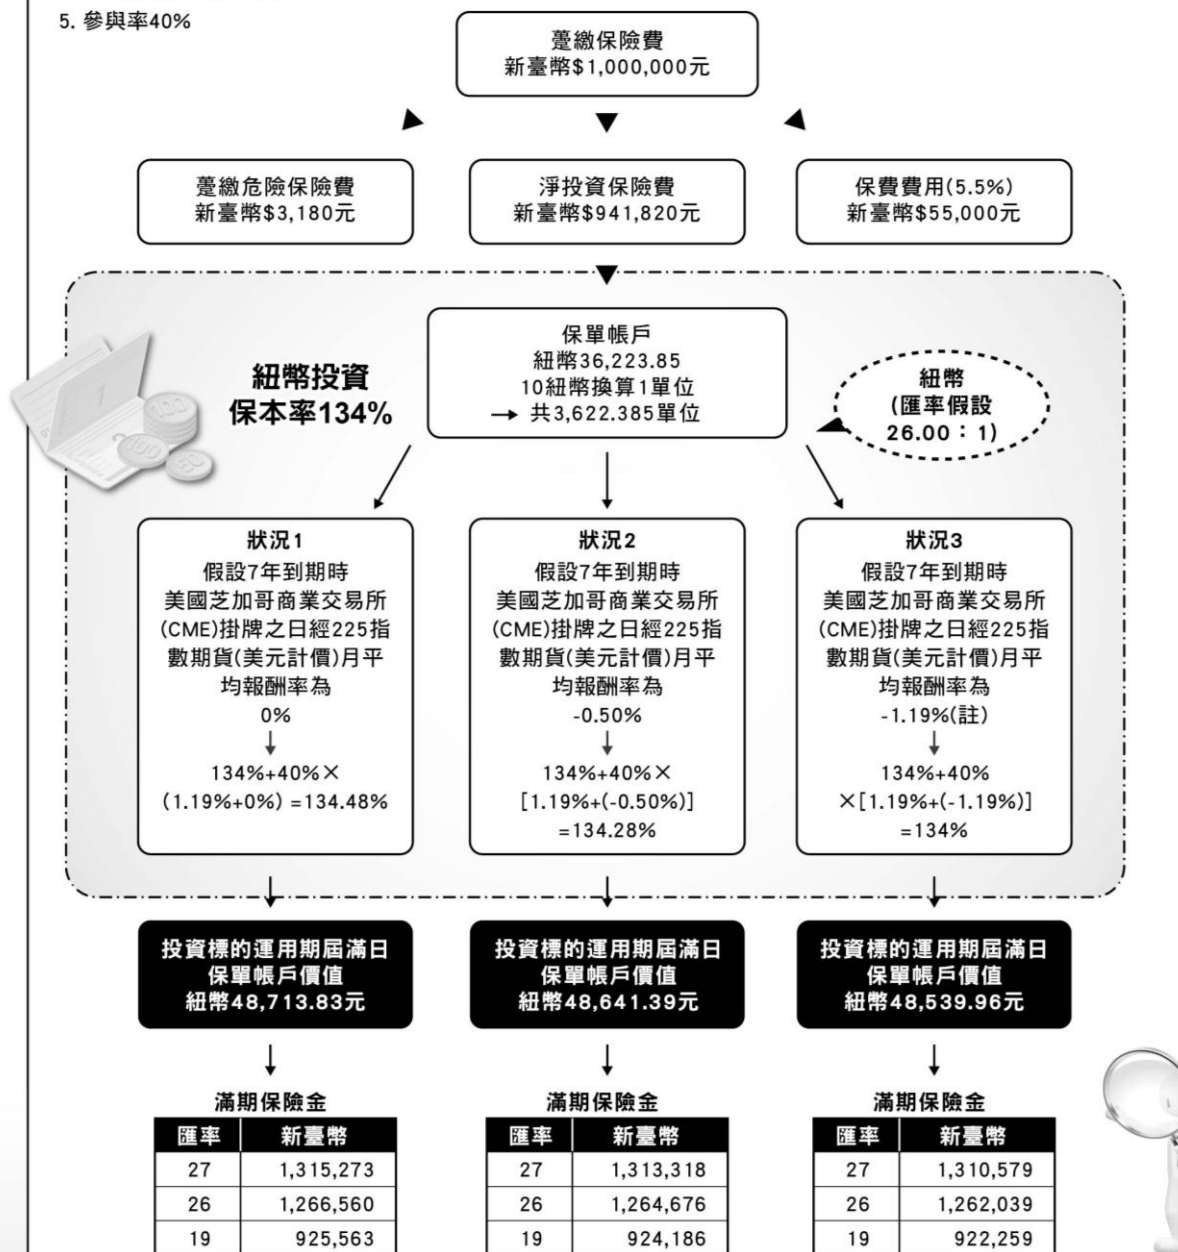 5. 參與率40%
躉繳保險費
新臺幣$1,000,000元
躉繳危險保險費
新臺幣$3,180元
淨投資保險費
新臺幣$941,820元
保費費用(5.5%)
新臺幣$55,000元
紐幣投資
保本率134%
保單帳戶
紐幣36,223.85
10紐幣換算1單位
→ 共3,622.385單位
紐幣
(匯率假設
26.00：1)
狀況1
假設7年到期時
美國芝加哥商業交易所
(CME)掛牌之日經225指
數期貨(美元計價)月平
均報酬率為
0%
↓
134%+40%×
(1.19%+0%) =134.48%
狀況2
假設7年到期時
美國芝加哥商業交易所
(CME)掛牌之日經225指
數期貨(美元計價)月平
均報酬率為
-0.50%
↓
134%+40%×
[1.19%+(-0.50%)]
=134.28%
狀況3
假設7年到期時
美國芝加哥商業交易所
(CME)掛牌之日經225指
數期貨(美元計價)月平
均報酬率為
-1.19%(註)
↓
134%+40%
×[1.19%+(-1.19%)]
=134%
投資標的運用期屆滿日
保單帳戶價值
紐幣48,713.83元
投資標的運用期屆滿日
保單帳戶價值
紐幣48,641.39元
投資標的運用期屆滿日
保單帳戶價值
紐幣48,539.96元
滿期保險金
匯率 新臺幣
27 1,315,273
26 1,266,560
19 925,563
滿期保險金
匯率 新臺幣
27 1,313,318
26 1,264,676
19 924,186
滿期保險金
匯率 新臺幣
27 1,310,579
26 1,262,039
19 922,259